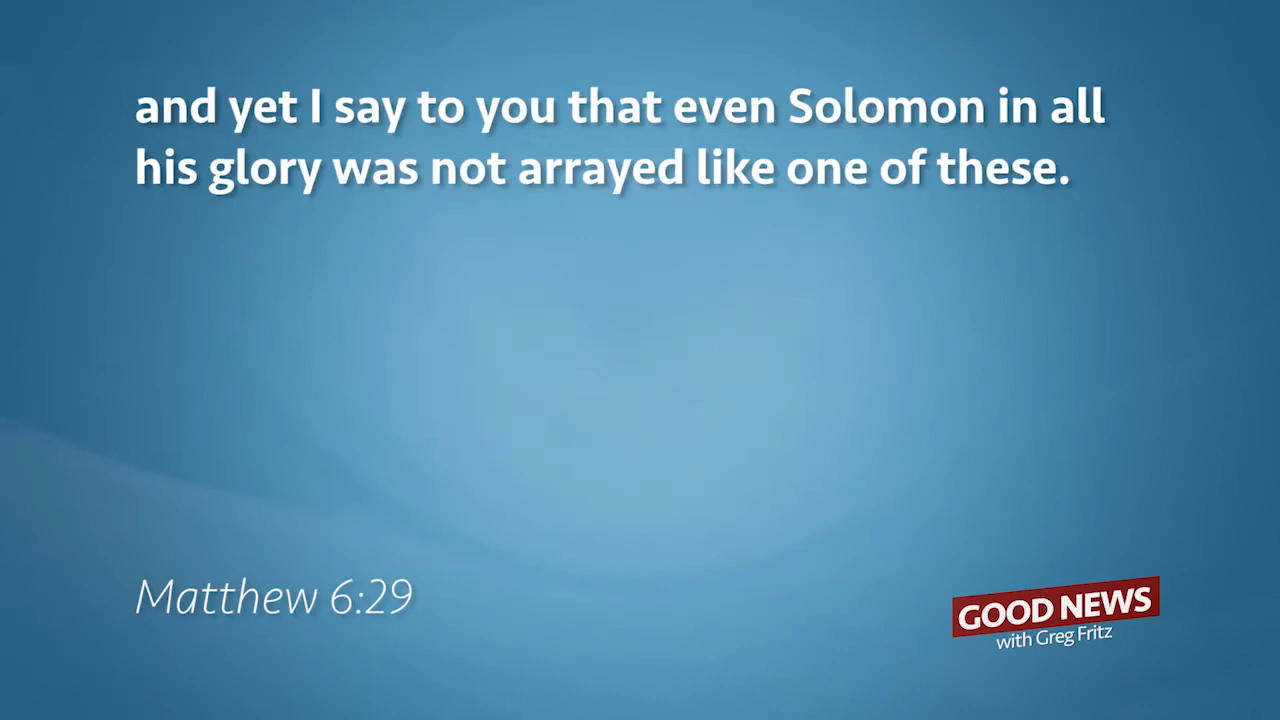 and yet I say to you that even Solomon in all
his glory was not arrayed like one of these.
Matthew 6:29
GOOD NEWS
with Greg Fritz